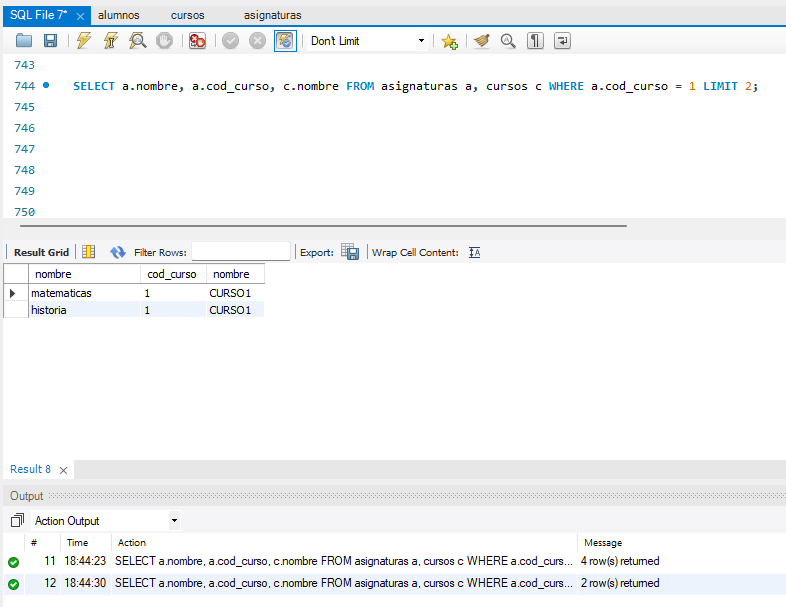 SQL File 7* alumnos cursos asignaturas
Don't Limit
743
744 SELECT a.nombre, a.cod_curso, c.nombre FROM asignaturas a, cursos c WHERE a.cod_curso = 1 LIMIT 2;
745
746
747
748
749
750
Result Grid Filter Rows: Export: Wrap Cell Content:
nombre cod_curso nombre
matematicas 1 CURSO1
historia 1 CURSO1
Result 8
Output
Action Output
# Time Action Message
11 18:44:23 SELECT a.nombre, a.cod_curso, c.nombre FROM asignaturas a, cursos c WHERE a.cod_curs... 4 row(s) returned
12 18:44:30 SELECT a.nombre, a.cod_curso, c.nombre FROM asignaturas a, cursos c WHERE a.cod_curs... 2 row(s) returned